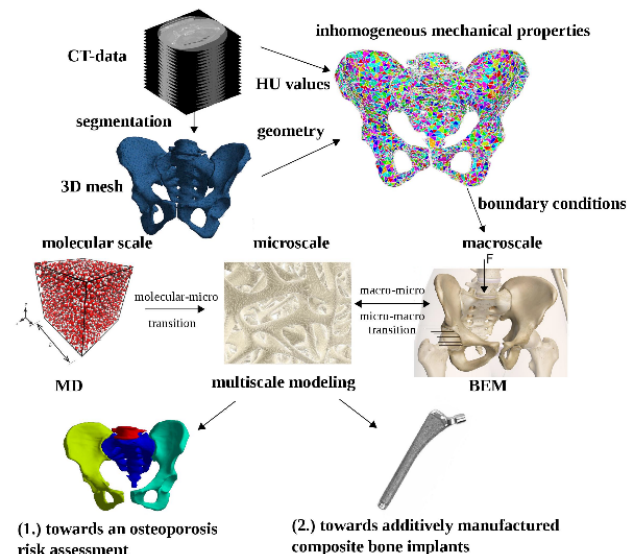 inhomogeneous mechanical properties
CT-data
HU values
segmentation
geometry
3D mesh
boundary conditions
molecular scale
microscale
macroscale
F
molecular-micro
transition
macro-micro
micro-macro
transition
MD
multiscale modeling
BEM
(1.) towards an osteoporosis
risk assessment
(2.) towards additively manufactured
composite bone implants